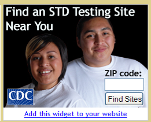 Find an STD Testing Site
Near You
ZIP code:
Find Sites
CDC
Add this widget to your website